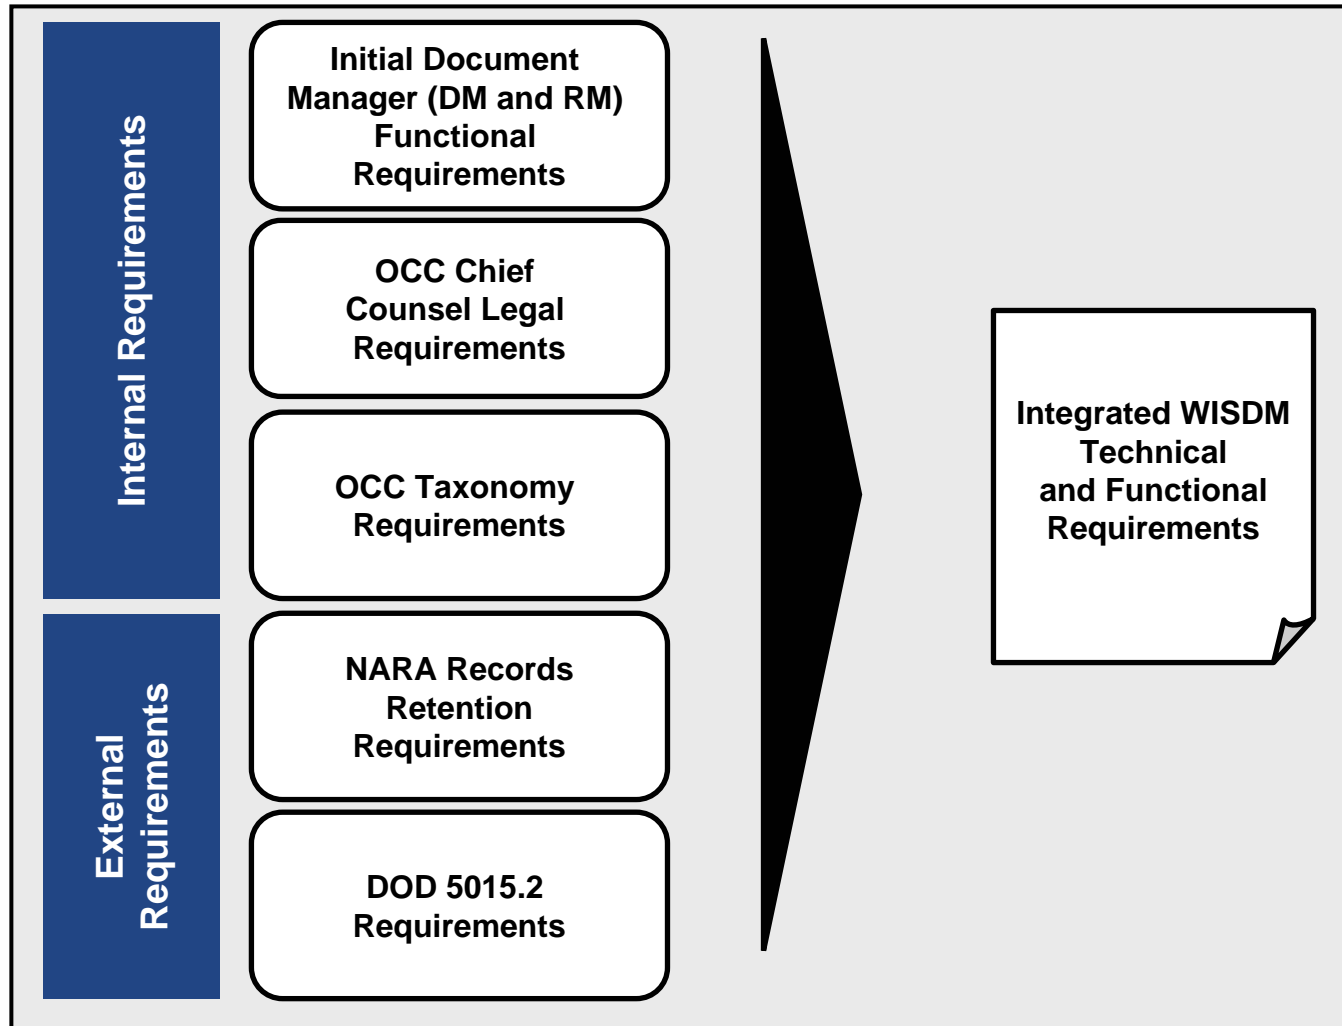 Internal Requirements
Initial Document
Manager (DM and RM)
Functional
Requirements
OCC Chief
Counsel Legal
Requirements
OCC Taxonomy
Requirements
External
Requirements
NARA Records
Retention
Requirements
DOD 5015.2
Requirements
Integrated WISDM
Technical
and Functional
Requirements